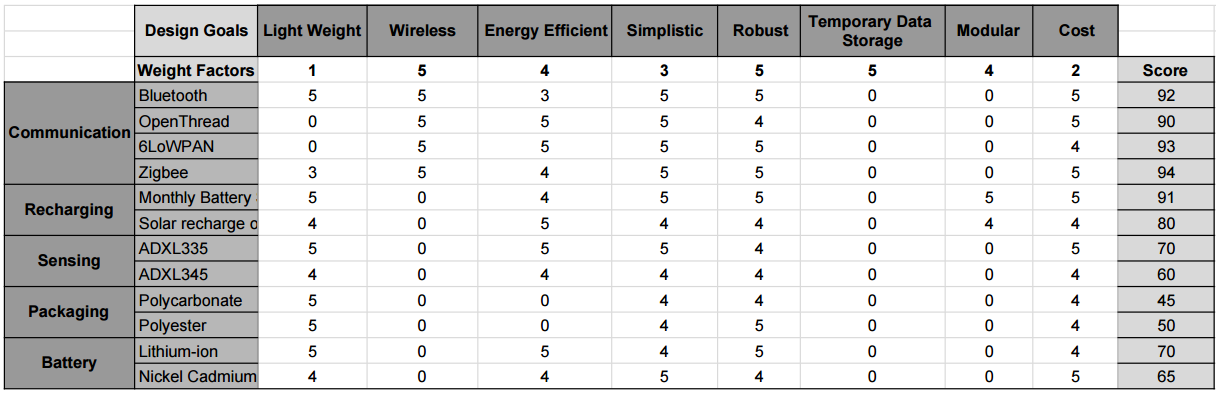 Design Goals Light Weight Wireless Energy Efficient Simplistic Robust Temporary Data Storage Modular Cost
Weight Factors 1 5 4 3 5 5 4 2 Score
Communication Bluetooth 5 5 3 5 5 0 0 5 92
OpenThread 0 5 5 5 4 0 0 5 90
6LoWPAN 0 5 5 5 5 0 0 4 93
Zigbee 3 5 4 5 5 0 0 5 94
Recharging Monthly Battery 5 0 4 5 5 0 5 5 91
Solar recharge o 4 0 5 4 4 0 4 4 80
Sensing ADXL335 5 0 5 5 4 0 0 5 70
ADXL345 4 0 4 4 4 0 0 4 60
Packaging Polycarbonate 5 0 0 4 4 0 0 4 45
Polyester 5 0 0 4 5 0 0 4 50
Battery Lithium-ion 5 0 5 4 5 0 0 4 70
Nickel Cadmium 4 0 4 5 4 0 0 5 65